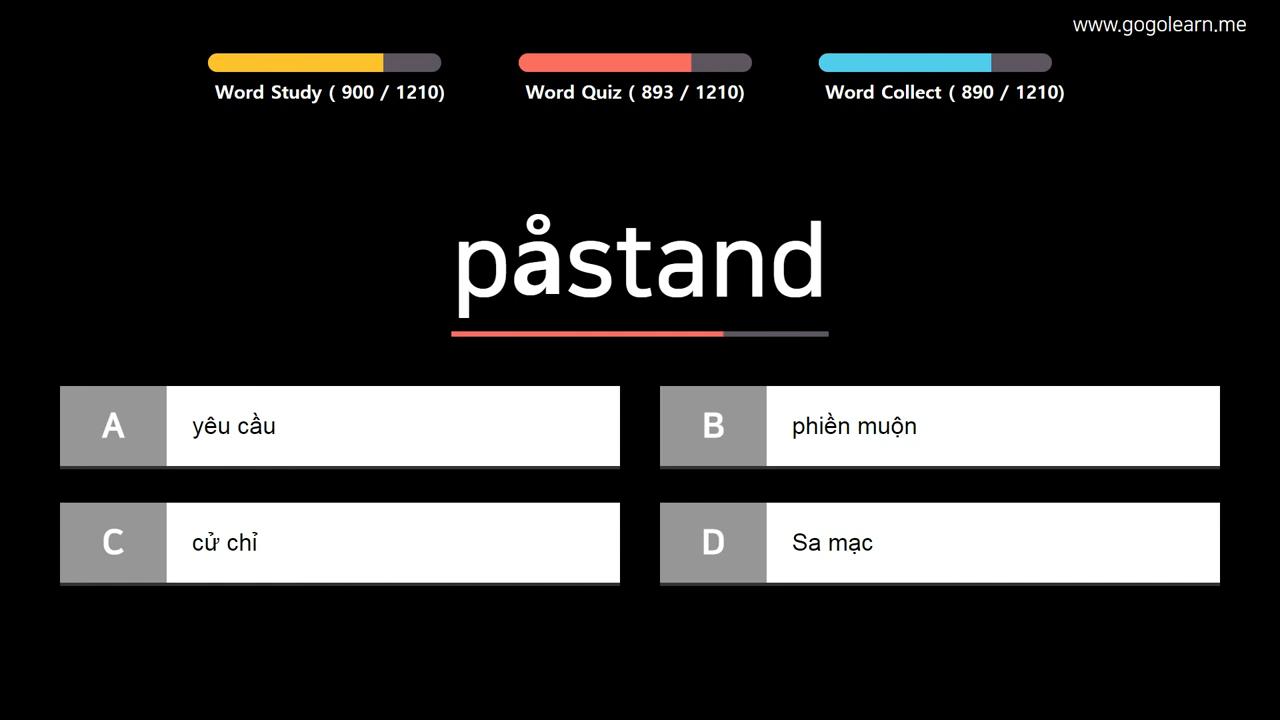 www.gogolearn.me
Word Study ( 900 / 1210)
Word Quiz ( 893 / 1210)
Word Collect ( 890 / 1210)
påstand
A
yêu cầu
B
phiền muộn
C
cử chỉ
D
Sa mạc